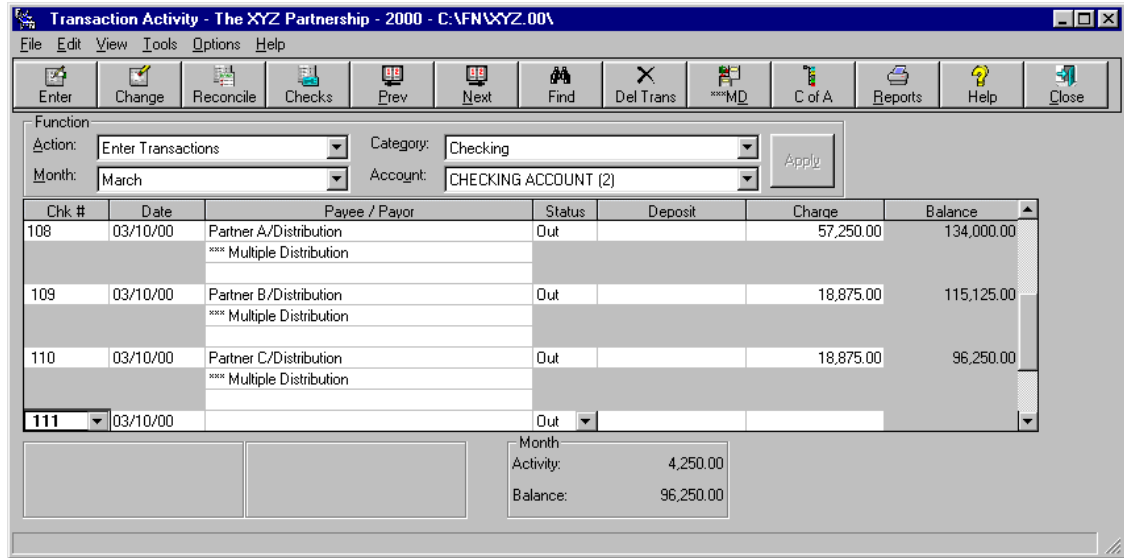 Transaction Activity - The XYZ Partnership - 2000 - C:\FN\XYZ.00\
File Edit View Tools Options Help
Enter Change Reconcile Checks Prev Next Find Del Trans ***MD C of A Reports Help Close
Function
Action: Enter Transactions Category: Checking Apply
Month: March Account: CHECKING ACCOUNT (2)
Chk # Date Payee / Payor Status Deposit Charge Balance
108 03/10/00 Partner A/Distribution Out 57,250.00 134,000.00
*** Multiple Distribution
109 03/10/00 Partner B/Distribution Out 18,875.00 115,125.00
*** Multiple Distribution
110 03/10/00 Partner C/Distribution Out 18,875.00 96,250.00
*** Multiple Distribution
111 03/10/00 Out
Month
Activity: 4,250.00
Balance: 96,250.00